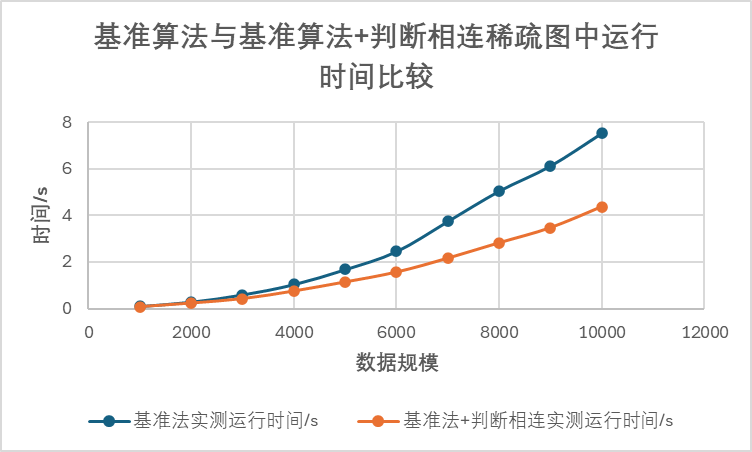 基准算法与基准算法+判断相连稀疏图中运行
时间比较
8
6
4
2
0
时间/s
0 2000 4000 6000 8000 10000 12000
数据规模
基准法实测运行时间/s 基准法+判断相连实测运行时间/s